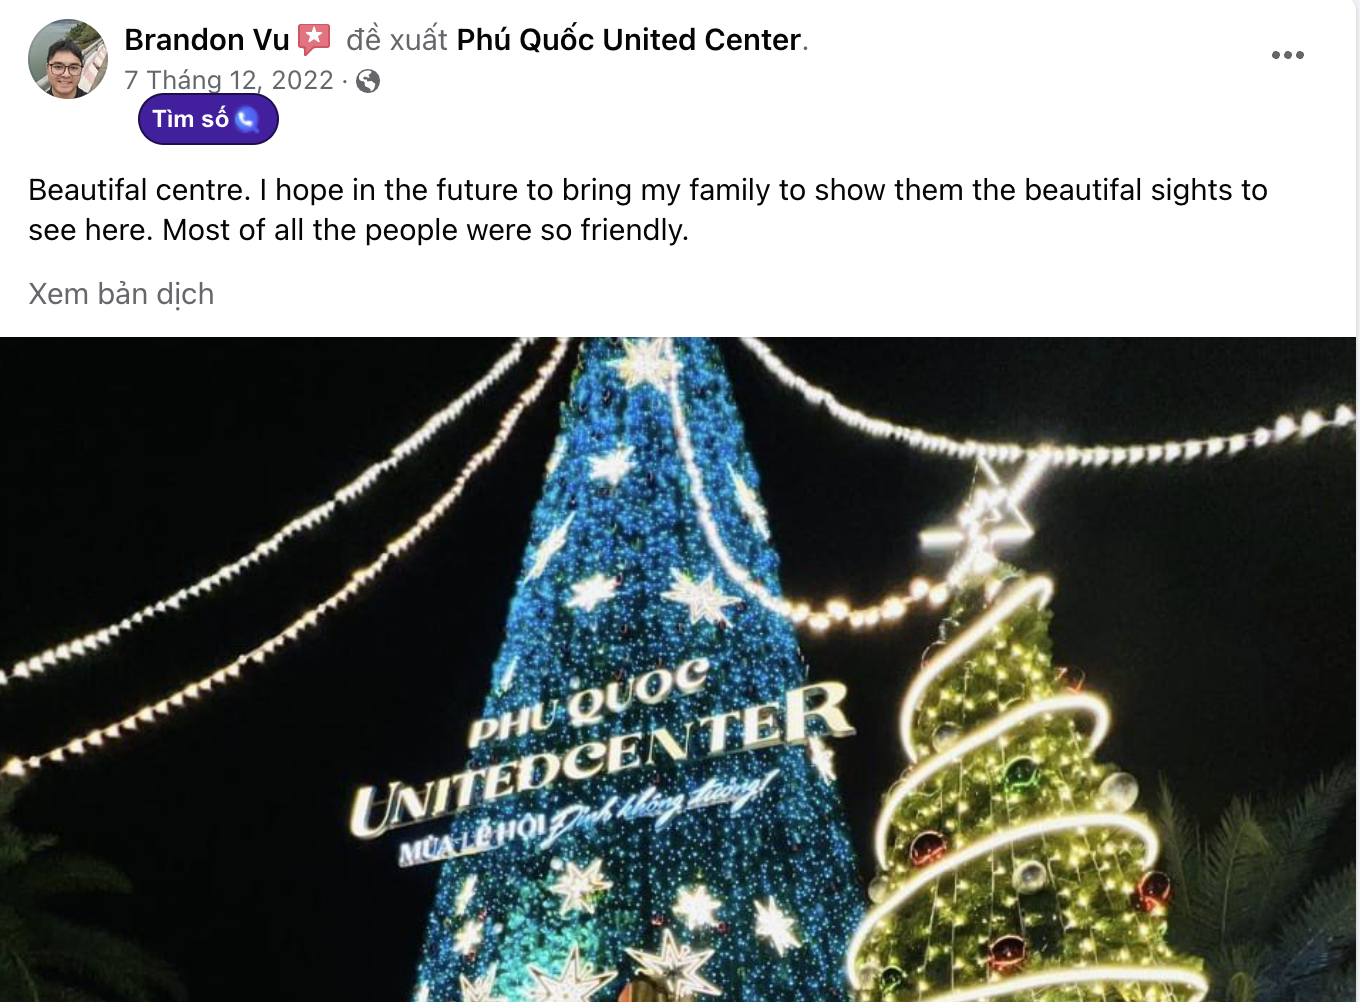 Brandon Vu đề xuất Phú Quốc United Center.
7 Tháng 12, 2022 ·
Tìm số
Beautifal centre. I hope in the future to bring my family to show them the beautifal sights to
see here. Most of all the people were so friendly.
Xem bản dịch
PHU QUOC
UNITEDCENTER
MÙA LỄ HỘI Đỉnh không tưởng!